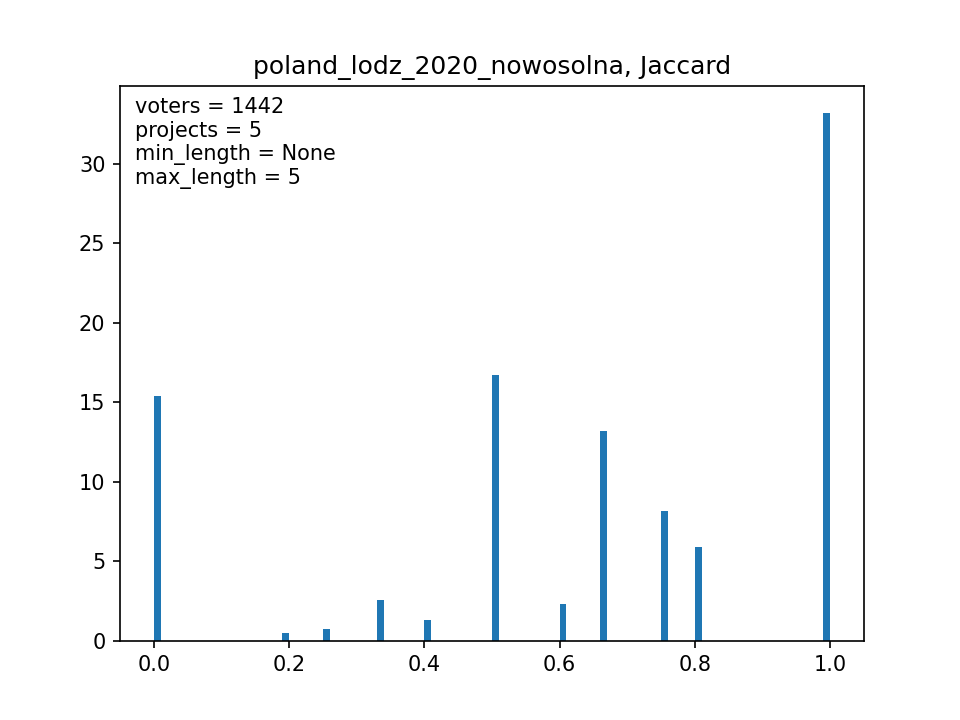 poland_lodz_2020_nowosolna, Jaccard
voters = 1442
projects = 5
min_length = None
max_length = 5
30
25
20
15
10
5
0
0.0 0.2 0.4 0.6 0.8 1.0